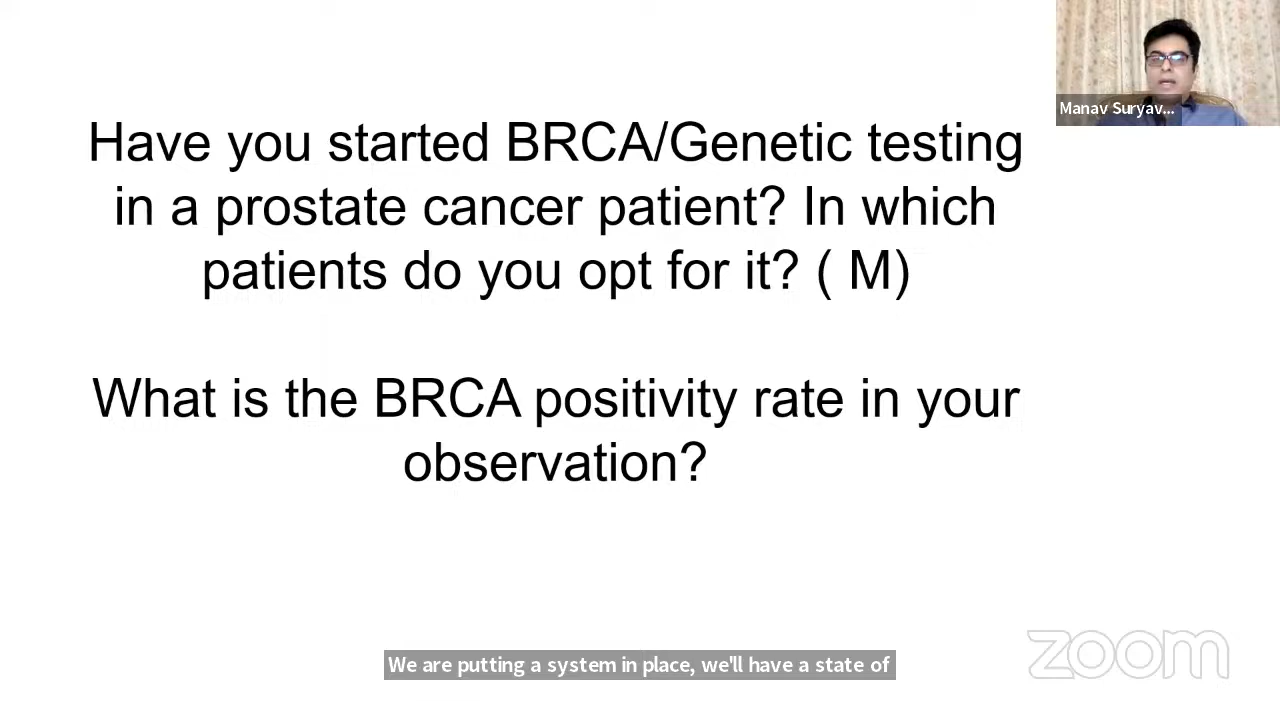 Manav Suryav...
Have you started BRCA/Genetic testing
in a prostate cancer patient? In which
patients do you opt for it? ( M)
What is the BRCA positivity rate in your
observation?
zoom
We are putting a system in place, we'll have a state of